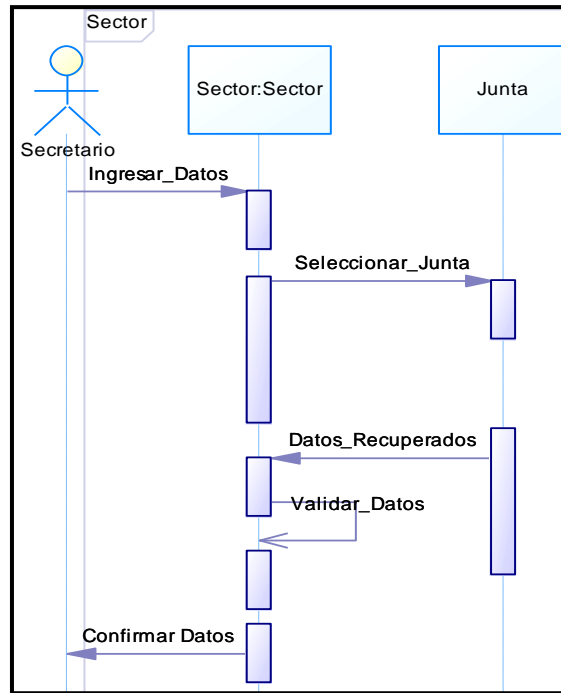 Sector
Sector:Sector
Junta
Secretario
Ingresar_Datos
Seleccionar_Junta
Datos_Recuperados
Validar_Datos
Confirmar Datos